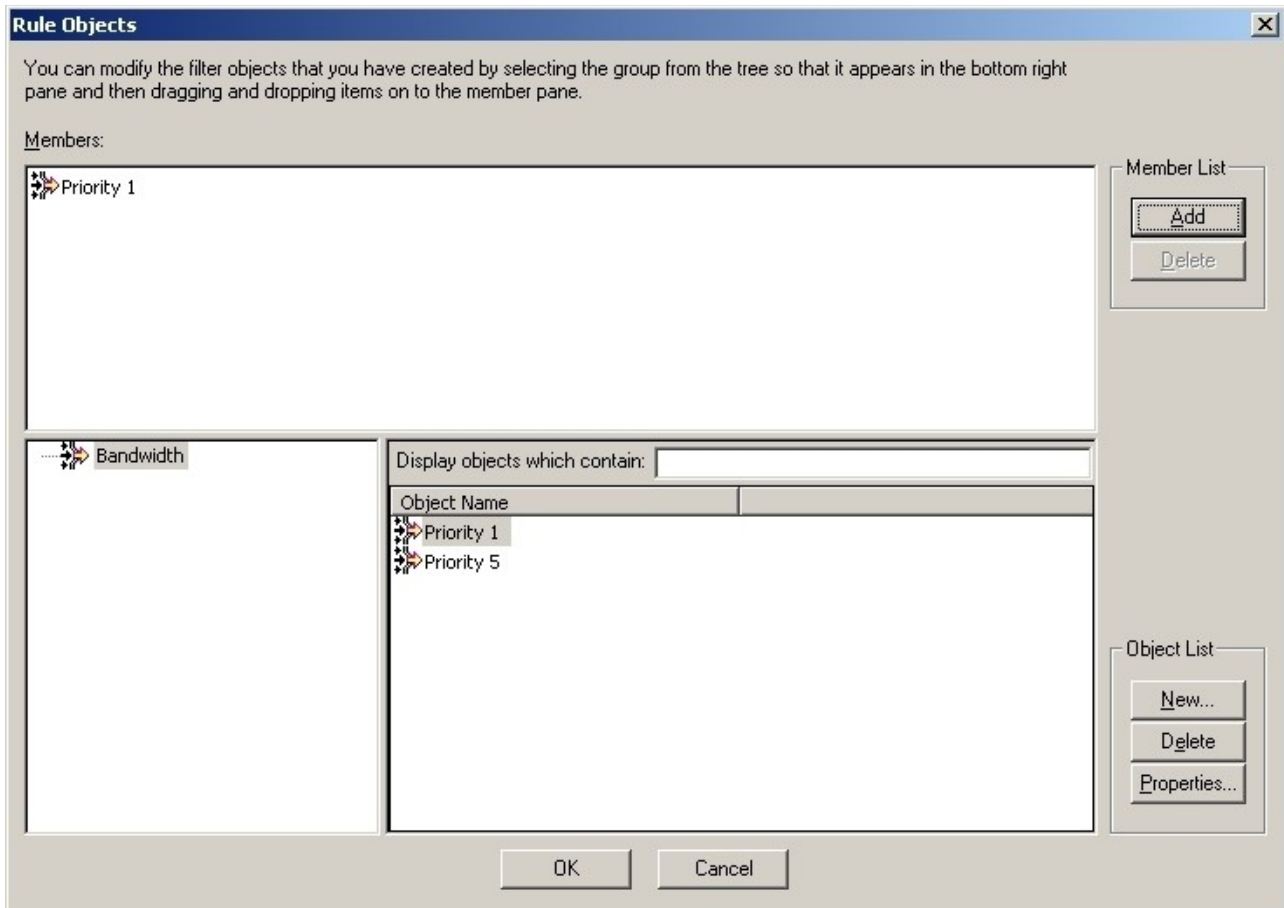 Rule Objects
You can modify the filter objects that you have created by selecting the group from the tree so that it appears in the bottom right
pane and then dragging and dropping items on to the member pane.
Members:
Priority 1
Member List
Add
Delete
Bandwidth
Display objects which contain:
Object Name
Priority 1
Priority 5
Object List
New...
Delete
Properties...
OK
Cancel